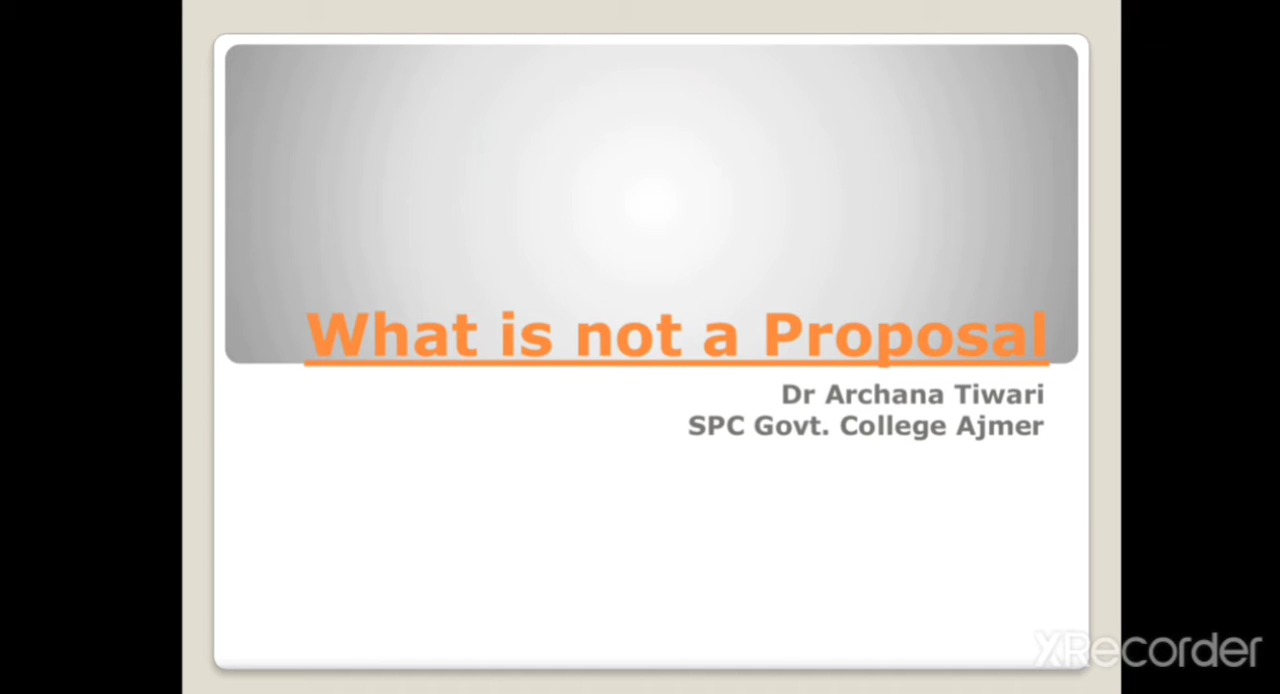 What is not a Proposal
Dr Archana Tiwari
SPC Govt. College Ajmer
XRecorder